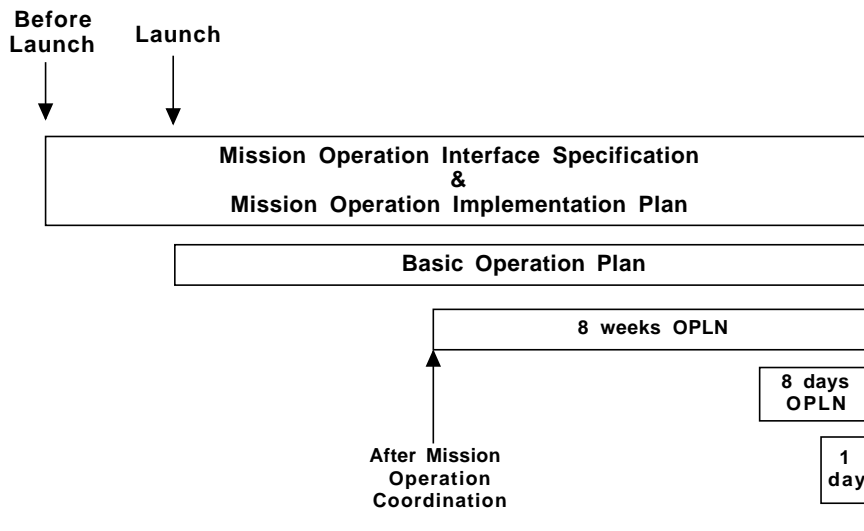 Before
Launch
Launch
Mission Operation Interface Specification
&
Mission Operation Implementation Plan
Basic Operation Plan
8 weeks OPLN
8 days
OPLN
After Mission
Operation
Coordination
1
day